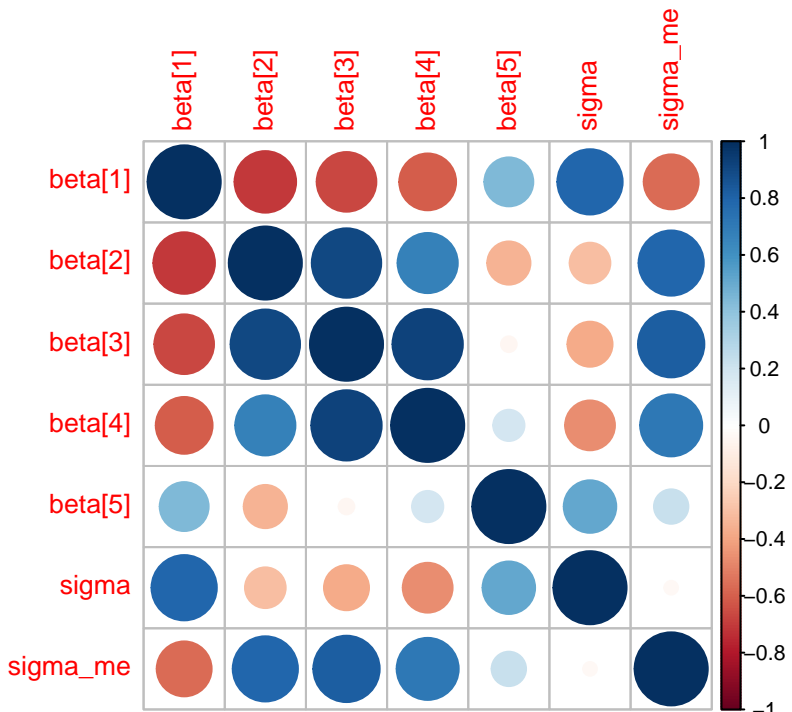 beta[1]
beta[2]
beta[3]
beta[4]
beta[5]
sigma
sigma_me
beta[1]
beta[2]
beta[3]
beta[4]
beta[5]
sigma
sigma_me
1
0.8
0.6
0.4
0.2
0
−0.2
−0.4
−0.6
−0.8
−1